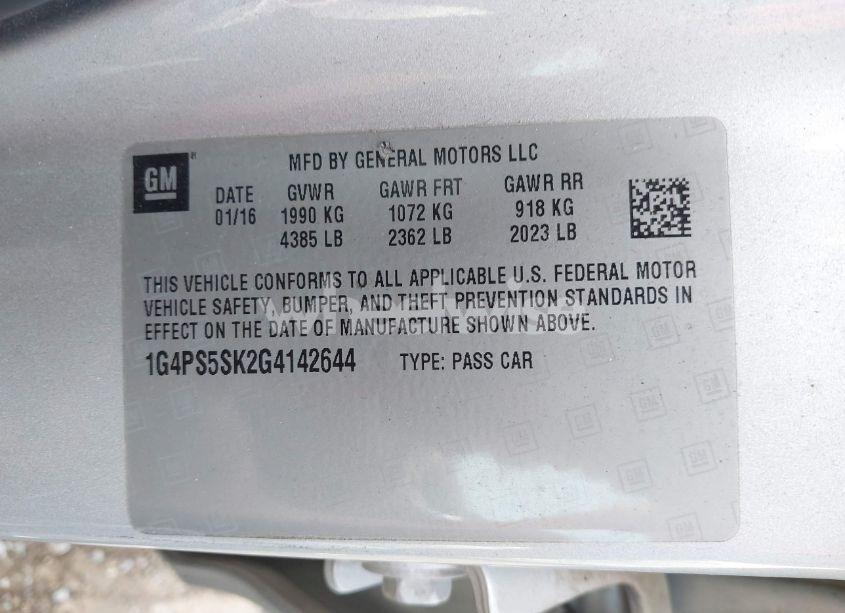 GM
MFD BY GENERAL MOTORS LLC
DATE GVWR GAWR FRT GAWR RR
01/16 1990 KG 1072 KG 918 KG
4385 LB 2362 LB 2023 LB
THIS VEHICLE CONFORMS TO ALL APPLICABLE U.S. FEDERAL MOTOR
VEHICLE SAFETY, BUMPER, AND THEFT PREVENTION STANDARDS IN
EFFECT ON THE DATE OF MANUFACTURE SHOWN ABOVE.
1G4PS5SK2G4142644 TYPE: PASS CAR